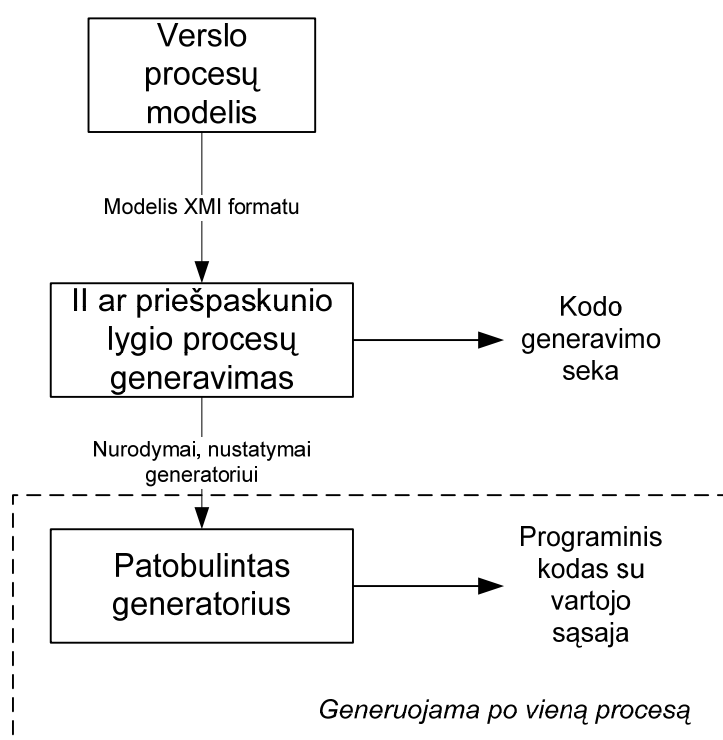 Verslo
procesų
modelis
Modelis XMI formatu
II ar priešpaskunio
lygio procesų
generavimas
Kodo
generavimo
seka
Nurodymai, nustatymai
generatoriui
Patobulintas
generatorius
Programinis
kodas su
vartojo
sąsaja
Generuojama po vieną procesą